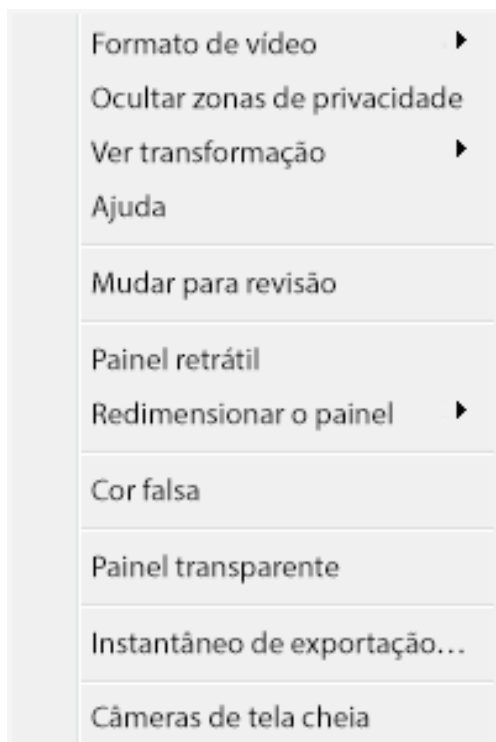 Formato de vídeo
Ocultar zonas de privacidade
Ver transformação
Ajuda
Mudar para revisão
Painel retrátil
Redimensionar o painel
Cor falsa
Painel transparente
Instantâneo de exportação...
Câmeras de tela cheia